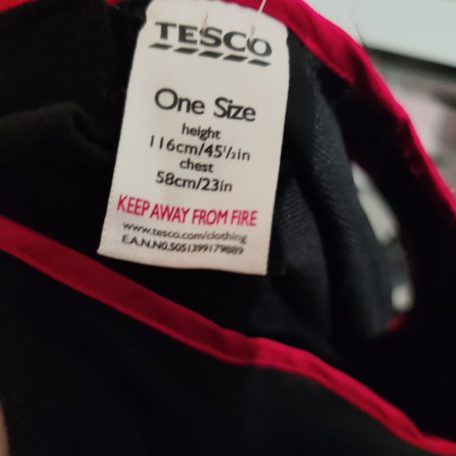 TESCO
One Size
height
116cm/45½in
chest
58cm/23in
KEEP AWAY FROM FIRE
www.tesco.com/clothing
E.A.N.NO.5051399179889